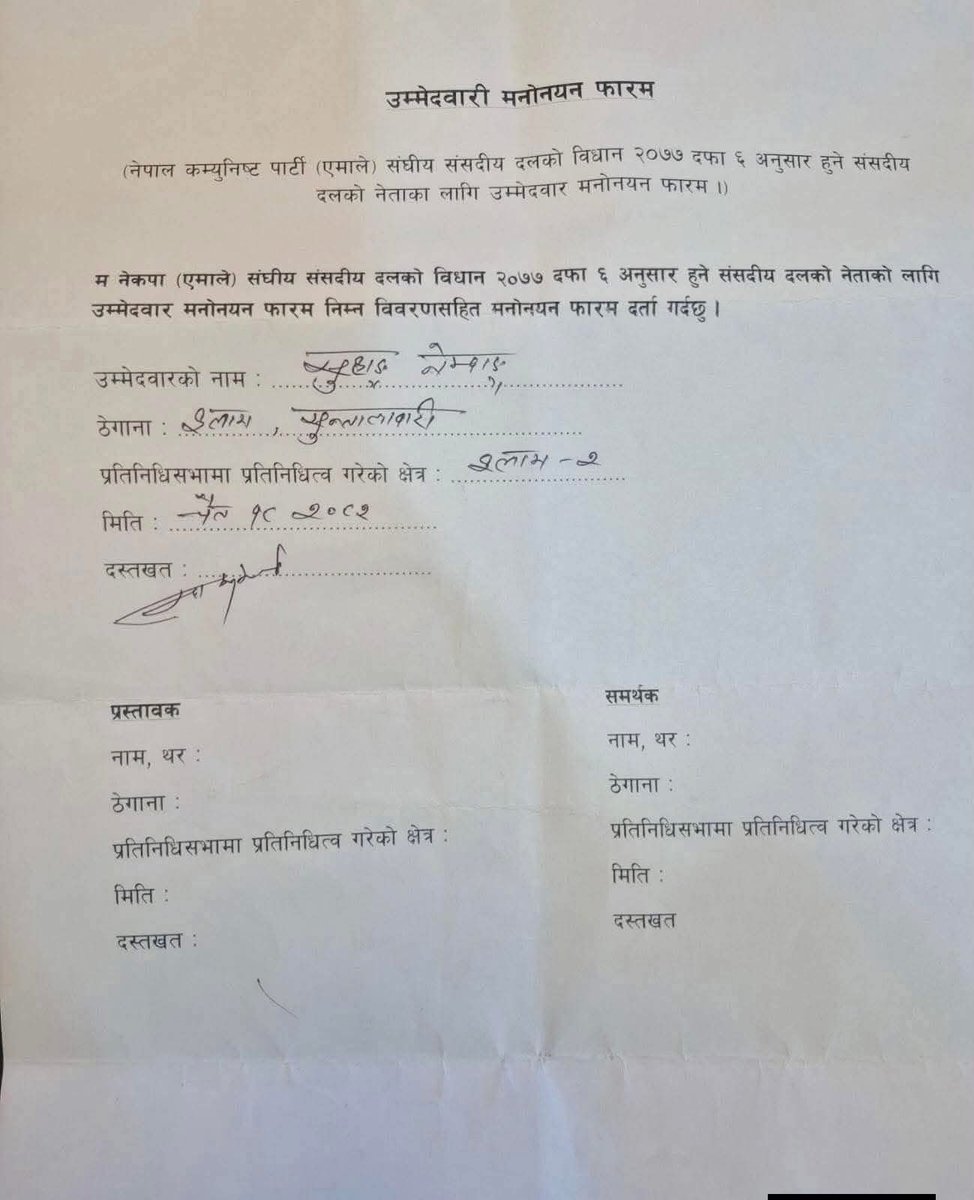 उम्मेदवारी मनोनयन फारम
(नेपाल कम्युनिष्ट पार्टी (एमाले) संघीय संसदीय दलको विधान २०७७ दफा ६ अनुसार हुने संसदीय
दलको नेताका लागि उम्मेदवार मनोनयन फारम ।)
म नेकपा (एमाले) संघीय संसदीय दलको विधान २०७७ दफा ६ अनुसार हुने संसदीय दलको नेताको लागि
उम्मेदवार मनोनयन फारम निम्न विवरणसहित मनोनयन फारम दर्ता गर्दछु ।
उम्मेदवारको नाम : सुहाङ नेम्वाङ
ठेगाना : इलाम , सुन्तालावारी
प्रतिनिधिसभामा प्रतिनिधित्व गरेको क्षेत्र : इलाम - २
मिति : चैत १८ २०८२
दस्तखत :
प्रस्तावक
नाम, थर :
ठेगाना :
प्रतिनिधिसभामा प्रतिनिधित्व गरेको क्षेत्र :
मिति :
दस्तखत :
समर्थक
नाम, थर :
ठेगाना :
प्रतिनिधिसभामा प्रतिनिधित्व गरेको क्षेत्र :
मिति :
दस्तखत